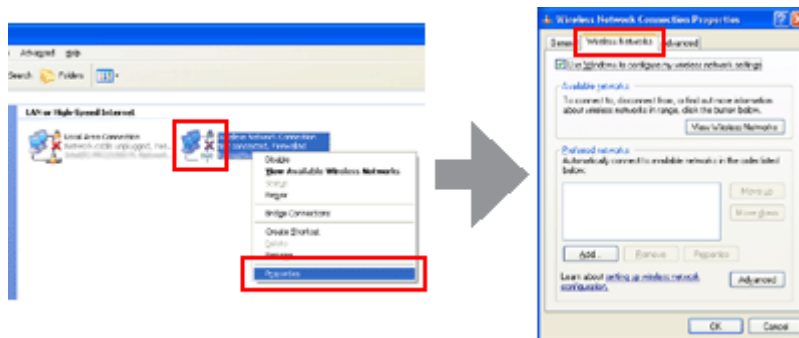 Advanced
Search Folders
LAN or High-Speed Internet
Local Area Connection
Network cable unplugged, Fire...
Wireless Network Connection
Not connected, Firewalled
Disable
View Available Wireless Networks
Status
Repair
Bridge Connections
Create Shortcut
Delete
Rename
Properties
Wireless Network Connection Properties
General Wireless Networks Advanced
Use Windows to configure my wireless network settings
Available networks
To connect to, disconnect from, or find out more information
about wireless networks in range, click the button below.
View Wireless Networks
Preferred networks
Automatically connect to available networks in the order listed
below:
Move up
Move down
Add... Remove Properties
Learn about setting up wireless network
configuration.
Advanced
OK Cancel